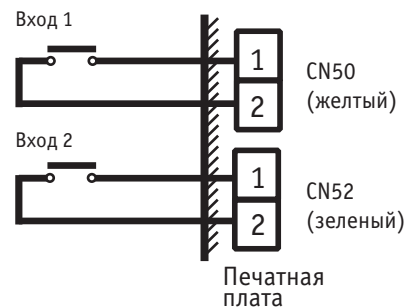 Вход 1
1
2
CN50
(желтый)
Вход 2
1
2
CN52
(зеленый)
Печатная
плата